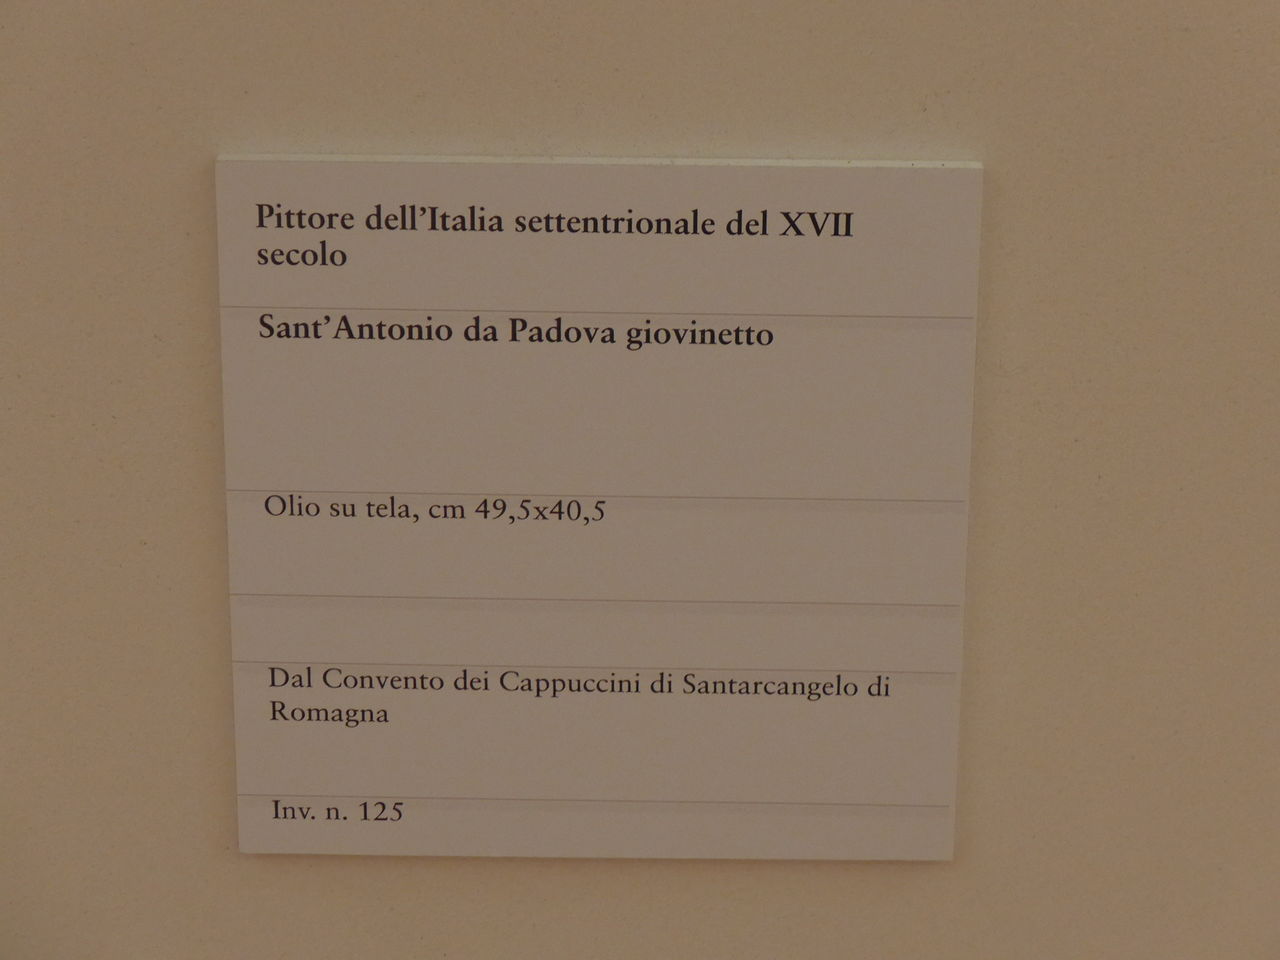 Pittore dell’Italia settentrionale del XVII
secolo
Sant’Antonio da Padova giovinetto
Olio su tela, cm 49,5x40,5
Dal Convento dei Cappuccini di Santarcangelo di
Romagna
Inv. n. 125